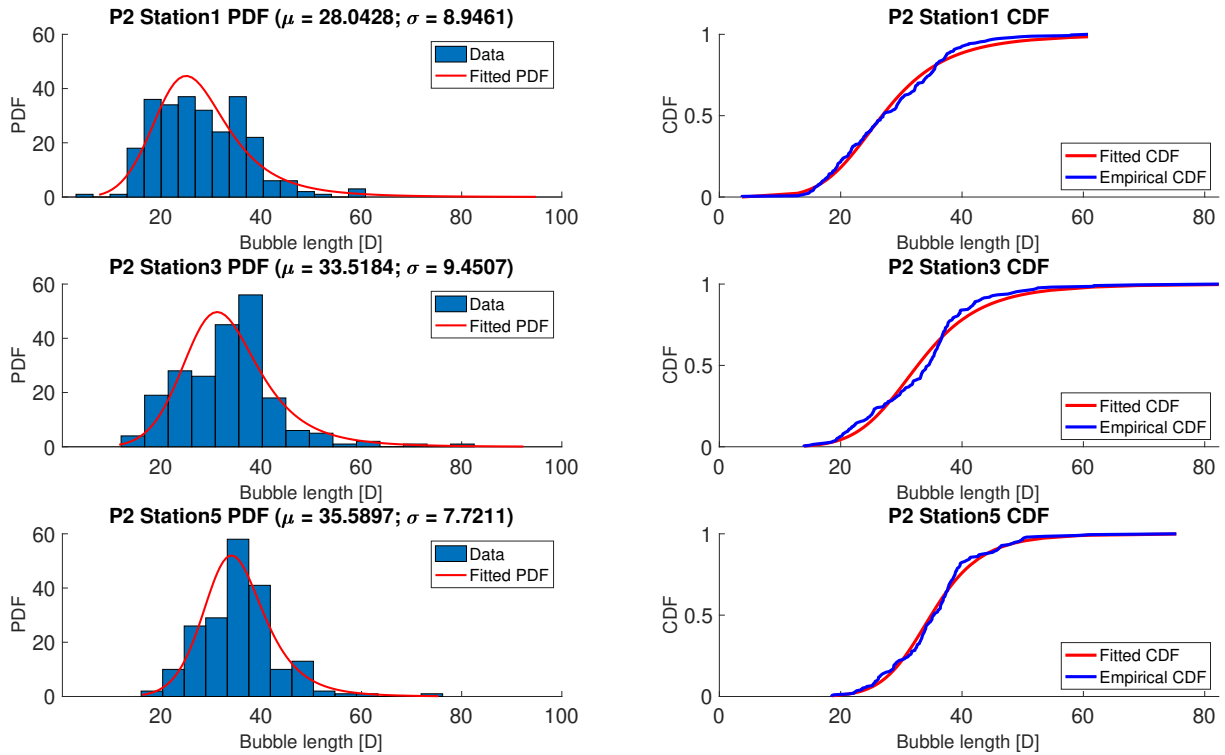 P2 Station1 PDF (μ = 28.0428; σ = 8.9461)
PDF
60
40
20
0
20 40 60 80 100
Bubble length [D]
Data
Fitted PDF
P2 Station1 CDF
CDF
1
0.5
0
0 20 40 60 80
Bubble length [D]
Fitted CDF
Empirical CDF
P2 Station3 PDF (μ = 33.5184; σ = 9.4507)
PDF
60
40
20
0
20 40 60 80 100
Bubble length [D]
Data
Fitted PDF
P2 Station3 CDF
CDF
1
0.5
0
0 20 40 60 80
Bubble length [D]
Fitted CDF
Empirical CDF
P2 Station5 PDF (μ = 35.5897; σ = 7.7211)
PDF
60
40
20
0
20 40 60 80 100
Bubble length [D]
Data
Fitted PDF
P2 Station5 CDF
CDF
1
0.5
0
0 20 40 60 80
Bubble length [D]
Fitted CDF
Empirical CDF